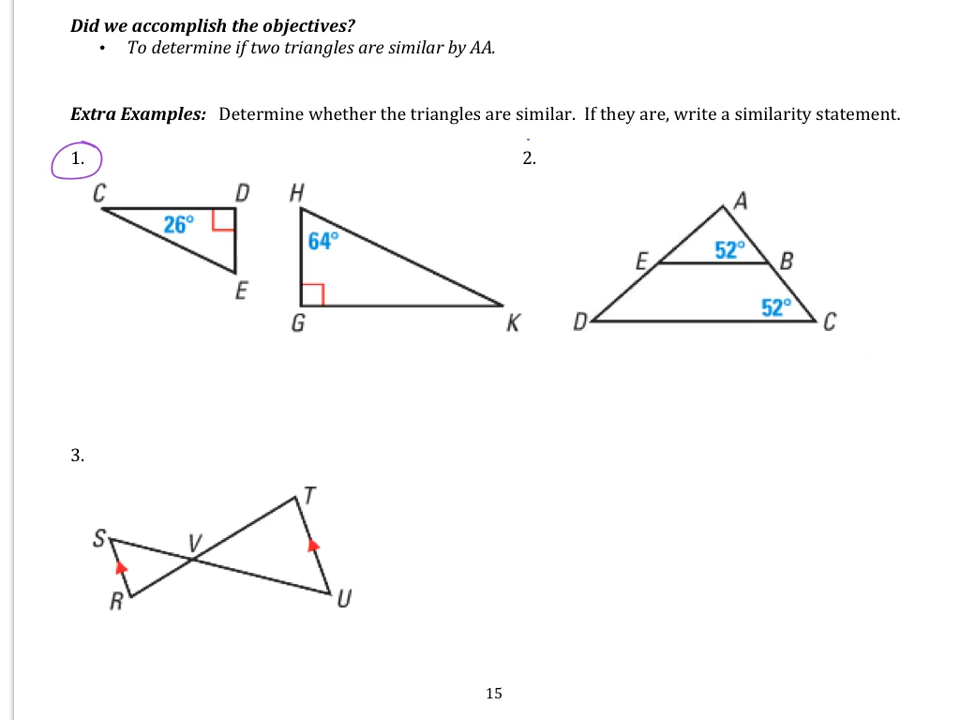 Did we accomplish the objectives?
• To determine if two triangles are similar by AA.
Extra Examples: Determine whether the triangles are similar. If they are, write a similarity statement.
1.
C D E 26°
H G K 64°
2.
A
E 52° B
D 52° C
3.
T
S V
R U
15